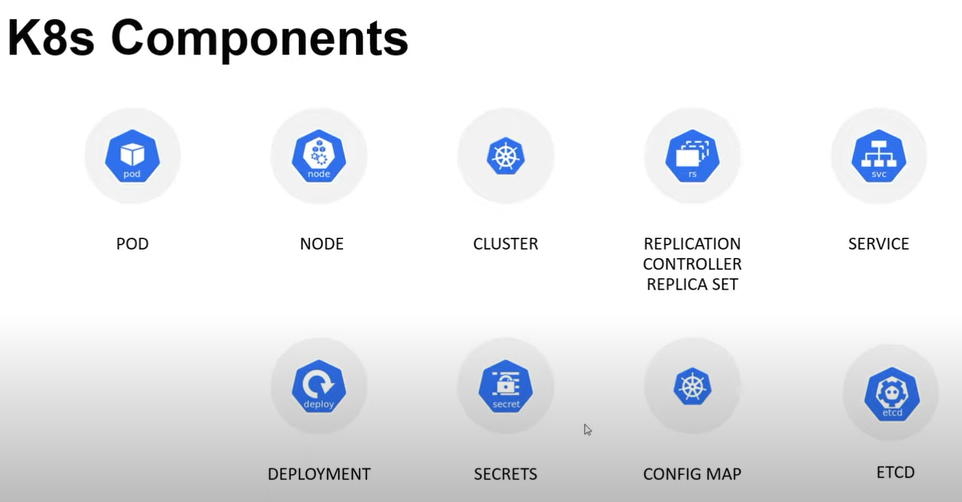 K8s Components
pod
node
rs
svc
POD
NODE
CLUSTER
REPLICATION
CONTROLLER
REPLICA SET
SERVICE
deploy
secret
etcd
DEPLOYMENT
SECRETS
CONFIG MAP
ETCD